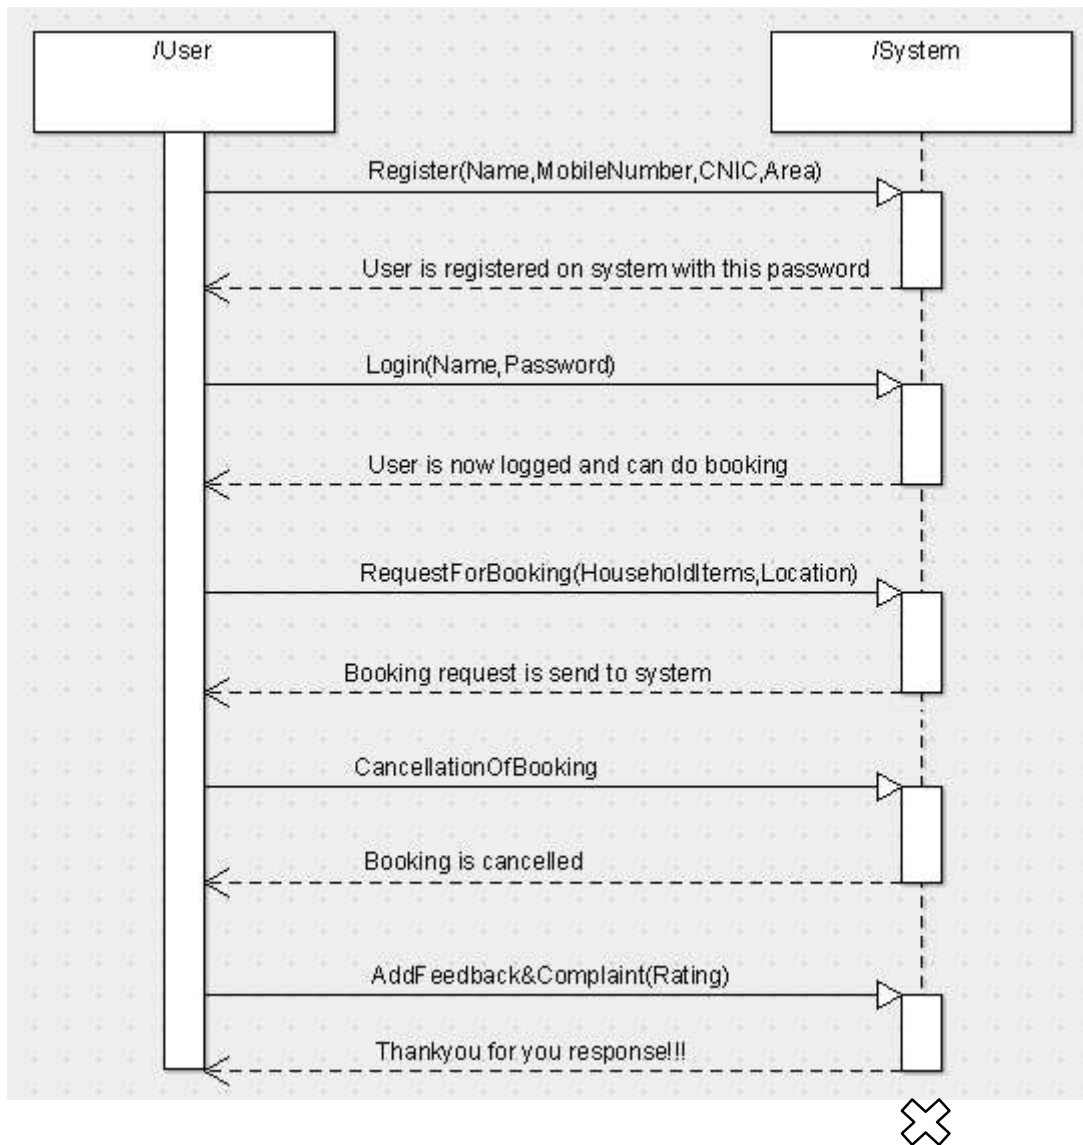 /User
/System
Register(Name,MobileNumber,CNIC,Area)
User is registered on system with this password
Login(Name,Password)
User is now logged and can do booking
RequestForBooking(HouseholdItems,Location)
Booking request is send to system
CancellationOfBooking
Booking is cancelled
AddFeedback&Complaint(Rating)
Thankyou for you response!!!